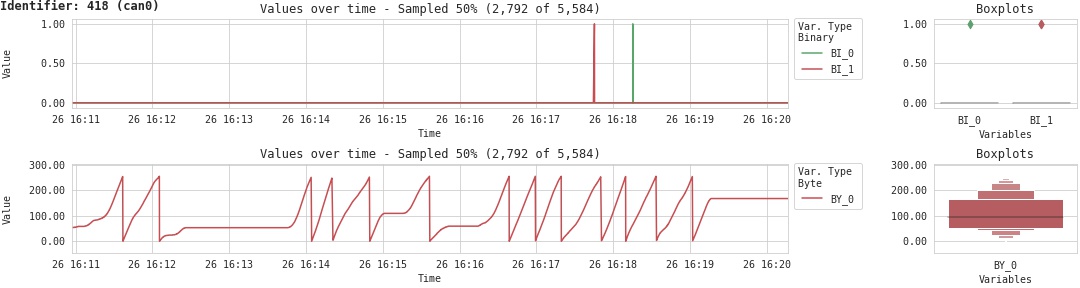 Identifier: 418 (can0)
Values over time - Sampled 50% (2,792 of 5,584)
Boxplots
Value
1.00
0.50
0.00
26 16:11 26 16:12 26 16:13 26 16:14 26 16:15 26 16:16 26 16:17 26 16:18 26 16:19 26 16:20
Time
Var. Type
Binary
BI_0
BI_1
1.00
0.50
0.00
BI_0 BI_1
Variables
Values over time - Sampled 50% (2,792 of 5,584)
Boxplots
Value
300.00
200.00
100.00
0.00
26 16:11 26 16:12 26 16:13 26 16:14 26 16:15 26 16:16 26 16:17 26 16:18 26 16:19 26 16:20
Time
Var. Type
Byte
BY_0
300.00
200.00
100.00
0.00
BY_0
Variables